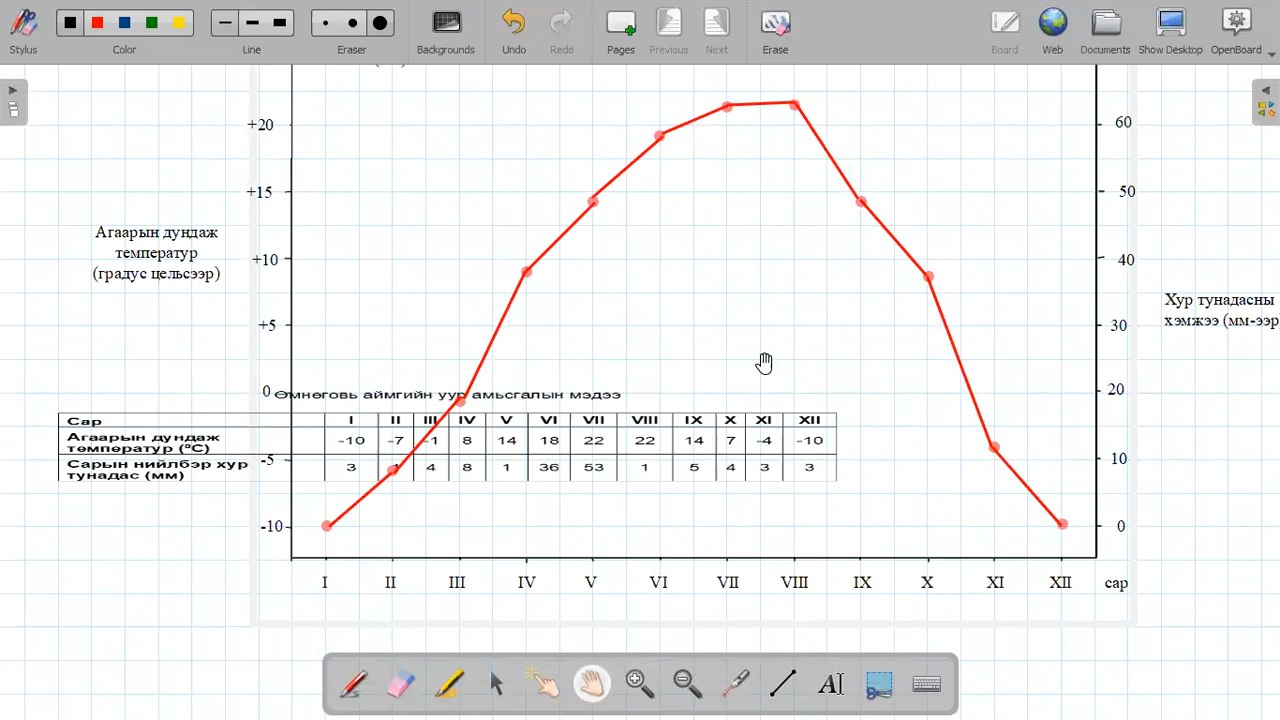 Stylus Color Line Eraser Backgrounds Undo Redo Pages Previous Next Erase Board Web Documents Show Desktop OpenBoard
+20 60
+15 50
Агаарын дундаж
температур
(градус цельсээр)
+10 40
Хур тунадасны
хэмжээ (мм-ээр
+5 30
0 20
Өмнөговь аймгийн уур амьсгалын мэдээ
Сар I II III IV V VI VII VIII IX X XI XII
Агаарын дундаж
температур (°C) -10 -7 -1 8 14 18 22 22 14 7 -4 -10
-5 10
Сарын нийлбэр хур
тунадас (мм) 3 1 4 8 1 36 53 1 5 4 3 3
-10 0
I II III IV V VI VII VIII IX X XI XII сар
AI